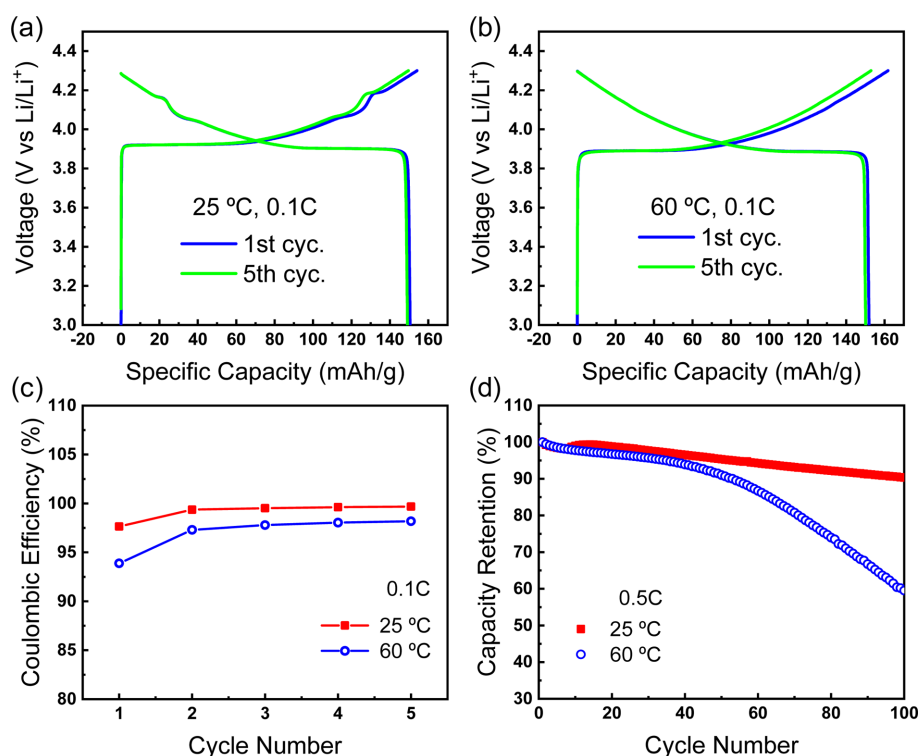 (a)
4.4
4.2
4.0
3.8
3.6
3.4
3.2
3.0
Voltage (V vs Li/Li⁺)
25 ºC, 0.1C
1st cyc.
5th cyc.
-20 0 20 40 60 80 100 120 140 160
Specific Capacity (mAh/g)
(b)
4.4
4.2
4.0
3.8
3.6
3.4
3.2
3.0
Voltage (V vs Li/Li⁺)
60 ºC, 0.1C
1st cyc.
5th cyc.
-20 0 20 40 60 80 100 120 140 160
Specific Capacity (mAh/g)
(c)
110
105
100
95
90
85
80
Coulombic Efficiency (%)
0.1C
25 ºC
60 ºC
1 2 3 4 5
Cycle Number
(d)
110
100
90
80
70
60
50
40
30
Capacity Retention (%)
0.5C
25 ºC
60 ºC
0 20 40 60 80 100
Cycle Number